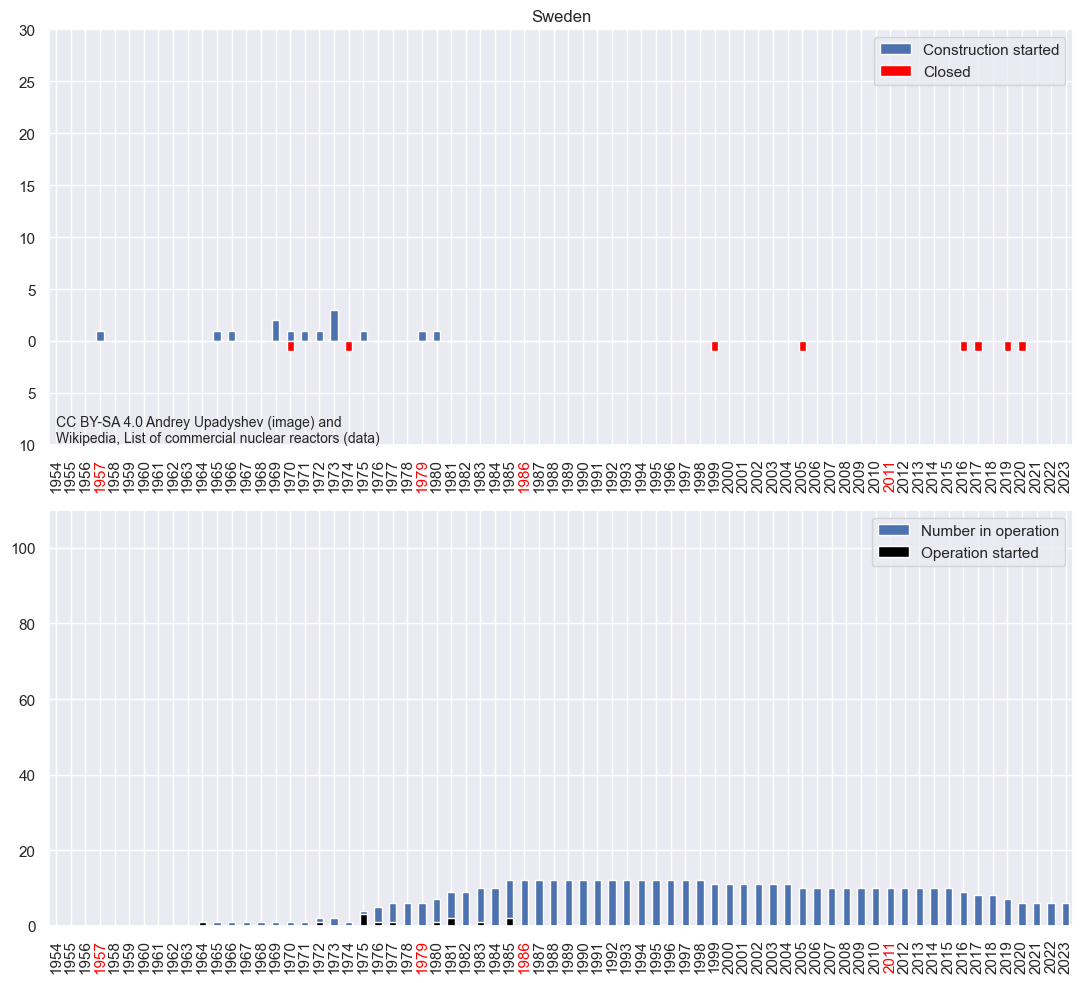 Sweden
30
25
20
15
10
5
0
5
10
Construction started
Closed
CC BY-SA 4.0 Andrey Upadyshev (image) and
Wikipedia, List of commercial nuclear reactors (data)
1954 1955 1956 1957 1958 1959 1960 1961 1962 1963 1964 1965 1966 1967 1968 1969 1970 1971 1972 1973 1974 1975 1976 1977 1978 1979 1980 1981 1982 1983 1984 1985 1986 1987 1988 1989 1990 1991 1992 1993 1994 1995 1996 1997 1998 1999 2000 2001 2002 2003 2004 2005 2006 2007 2008 2009 2010 2011 2012 2013 2014 2015 2016 2017 2018 2019 2020 2021 2022 2023
100
80
60
40
20
0
Number in operation
Operation started
1954 1955 1956 1957 1958 1959 1960 1961 1962 1963 1964 1965 1966 1967 1968 1969 1970 1971 1972 1973 1974 1975 1976 1977 1978 1979 1980 1981 1982 1983 1984 1985 1986 1987 1988 1989 1990 1991 1992 1993 1994 1995 1996 1997 1998 1999 2000 2001 2002 2003 2004 2005 2006 2007 2008 2009 2010 2011 2012 2013 2014 2015 2016 2017 2018 2019 2020 2021 2022 2023